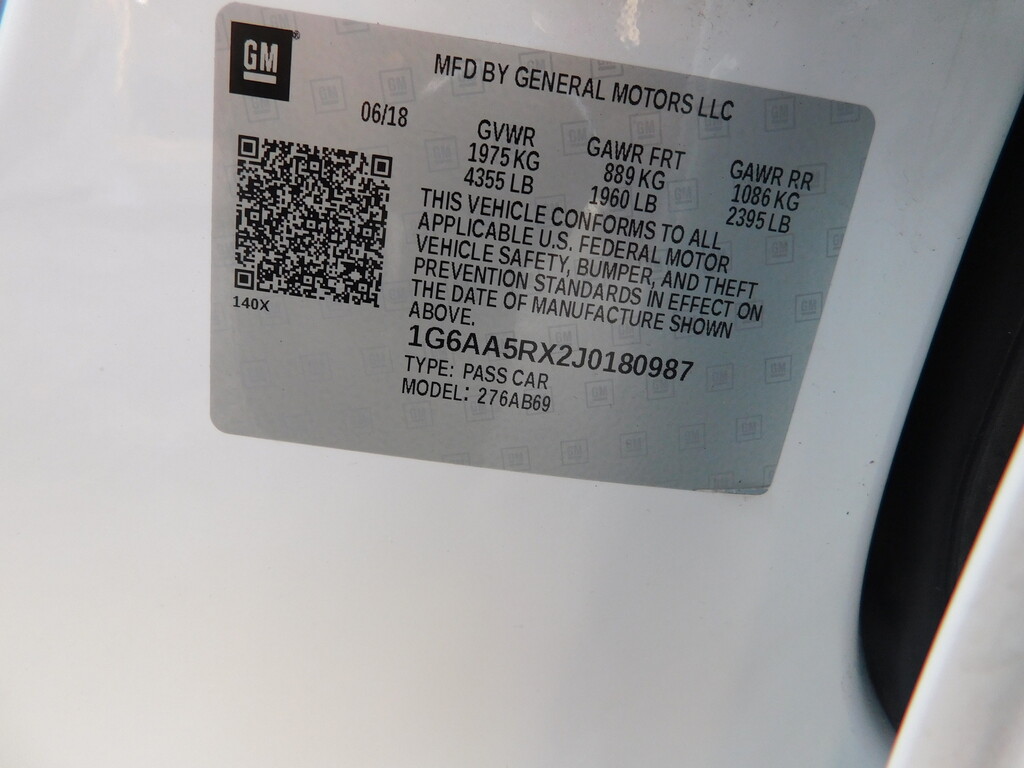 GM
MFD BY GENERAL MOTORS LLC
06/18
GVWR
1975 KG
4355 LB
GAWR FRT
889 KG
1960 LB
GAWR RR
1086 KG
2395 LB
THIS VEHICLE CONFORMS TO ALL
APPLICABLE U.S. FEDERAL MOTOR
VEHICLE SAFETY, BUMPER, AND THEFT
PREVENTION STANDARDS IN EFFECT ON
THE DATE OF MANUFACTURE SHOWN
ABOVE.
140X
1G6AA5RX2J0180987
TYPE: PASS CAR
MODEL: 276AB69